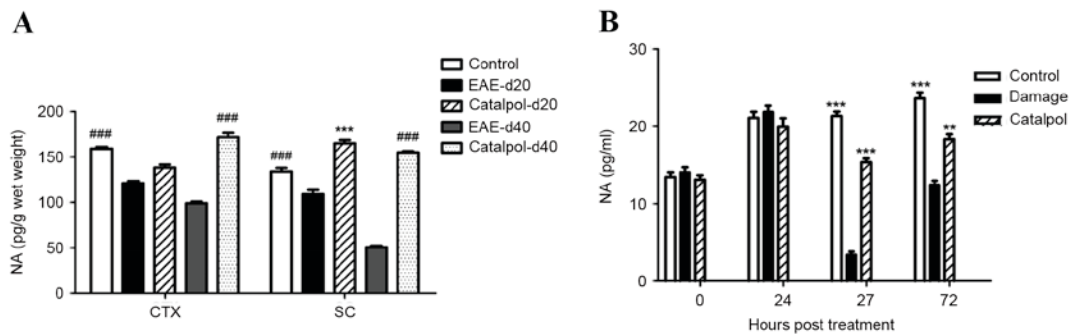 A
NA (pg/g wet weight)
200
150
100
50
0
###
###
###
***
###
CTX
SC
Control
EAE-d20
Catalpol-d20
EAE-d40
Catalpol-d40
B
NA (pg/ml)
30
20
10
0
***
***
***
**
0
24
27
72
Hours post treatment
Control
Damage
Catalpol